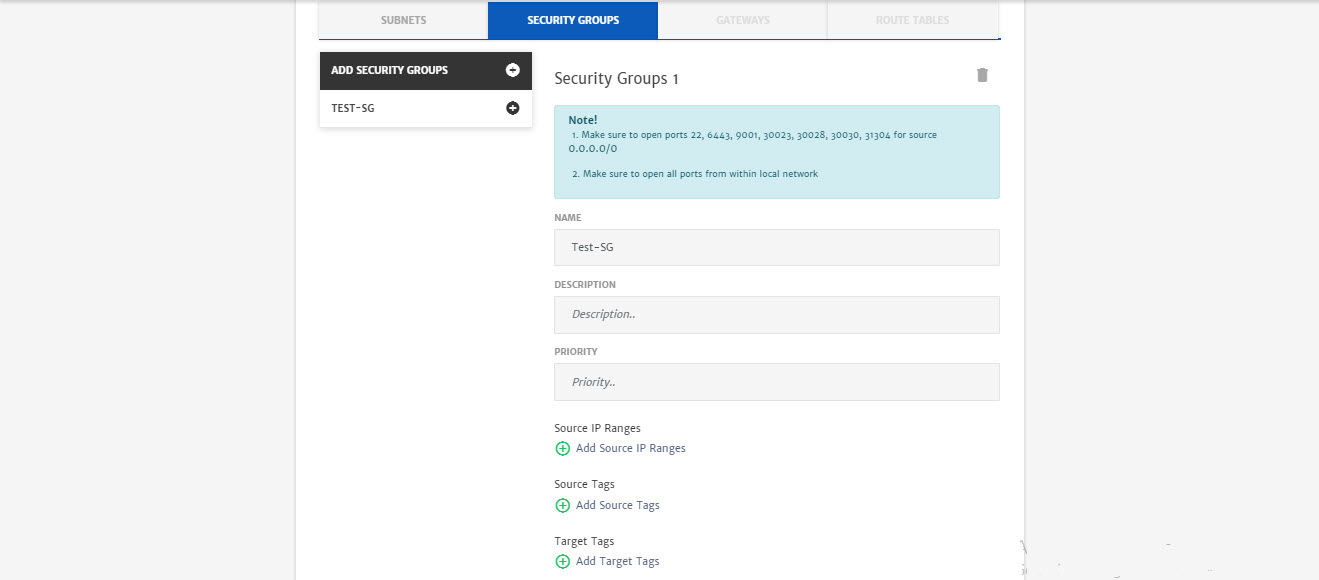 SUBNETS
SECURITY GROUPS
GATEWAYS
ROUTE TABLES
ADD SECURITY GROUPS
TEST-SG
Security Groups 1
Note!
1. Make sure to open ports 22, 6443, 9001, 30023, 30028, 30030, 31304 for source
0.0.0.0/0
2. Make sure to open all ports from within local network
NAME
Test-SG
DESCRIPTION
Description..
PRIORITY
Priority..
Source IP Ranges
Add Source IP Ranges
Source Tags
Add Source Tags
Target Tags
Add Target Tags